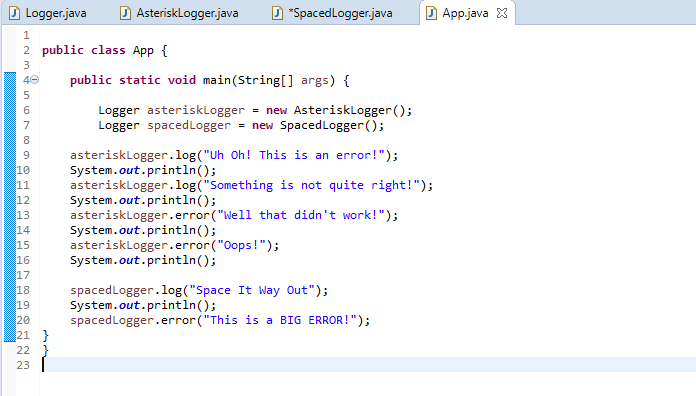 Logger.java AsteriskLogger.java *SpacedLogger.java App.java
1
2 public class App {
3
4 public static void main(String[] args) {
5
6 Logger asteriskLogger = new AsteriskLogger();
7 Logger spacedLogger = new SpacedLogger();
8
9 asteriskLogger.log("Uh Oh! This is an error!");
10 System.out.println();
11 asteriskLogger.log("Something is not quite right!");
12 System.out.println();
13 asteriskLogger.error("Well that didn't work!");
14 System.out.println();
15 asteriskLogger.error("Oops!");
16 System.out.println();
17
18 spacedLogger.log("Space It Way Out");
19 System.out.println();
20 spacedLogger.error("This is a BIG ERROR!");
21 }
22 }
23